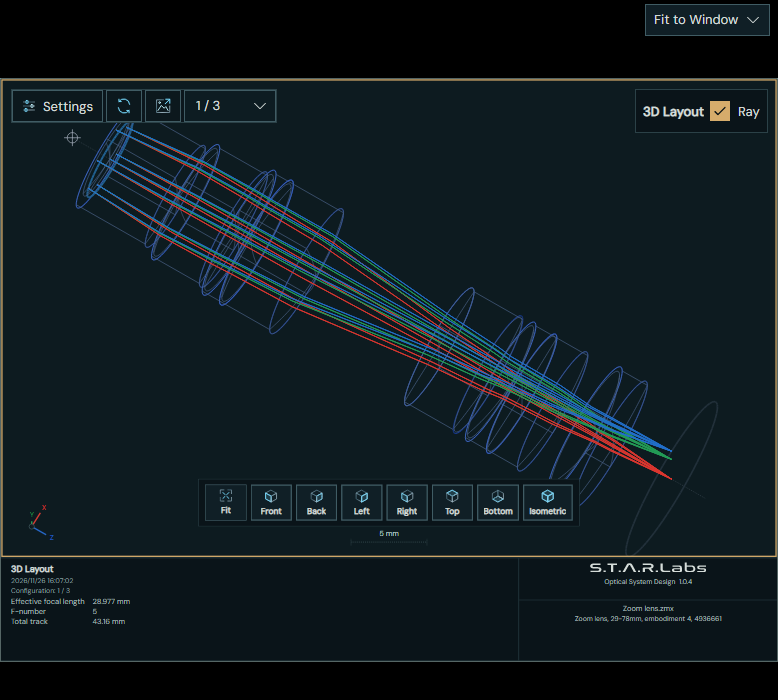 Fit to Window
Settings
1 / 3
3D Layout Ray
Fit Front Back Left Right Top Bottom Isometric
Y X
Z
5 mm
3D Layout
2026/11/26 16:07:02
Configuration: 1 / 3
Effective focal length 28.977 mm
F-number 5
Total track 43.16 mm
S.T.A.R.Labs
Optical System Design 1.0.4
Zoom lens.zmx
Zoom lens, 29-78mm, embodiment 4, 4936661